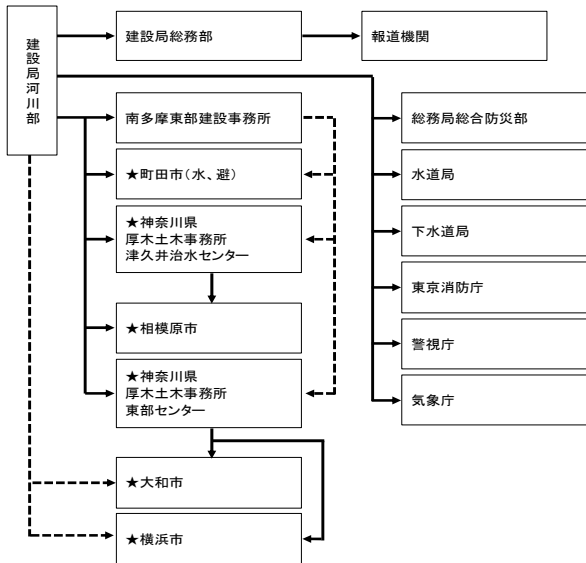 建設局河川部
建設局総務部
報道機関
南多摩東部建設事務所
★町田市（水、避）
★神奈川県
厚木土木事務所
津久井治水センター
★相模原市
★神奈川県
厚木土木事務所
東部センター
★大和市
★横浜市
総務局総合防災部
水道局
下水道局
東京消防庁
警視庁
気象庁